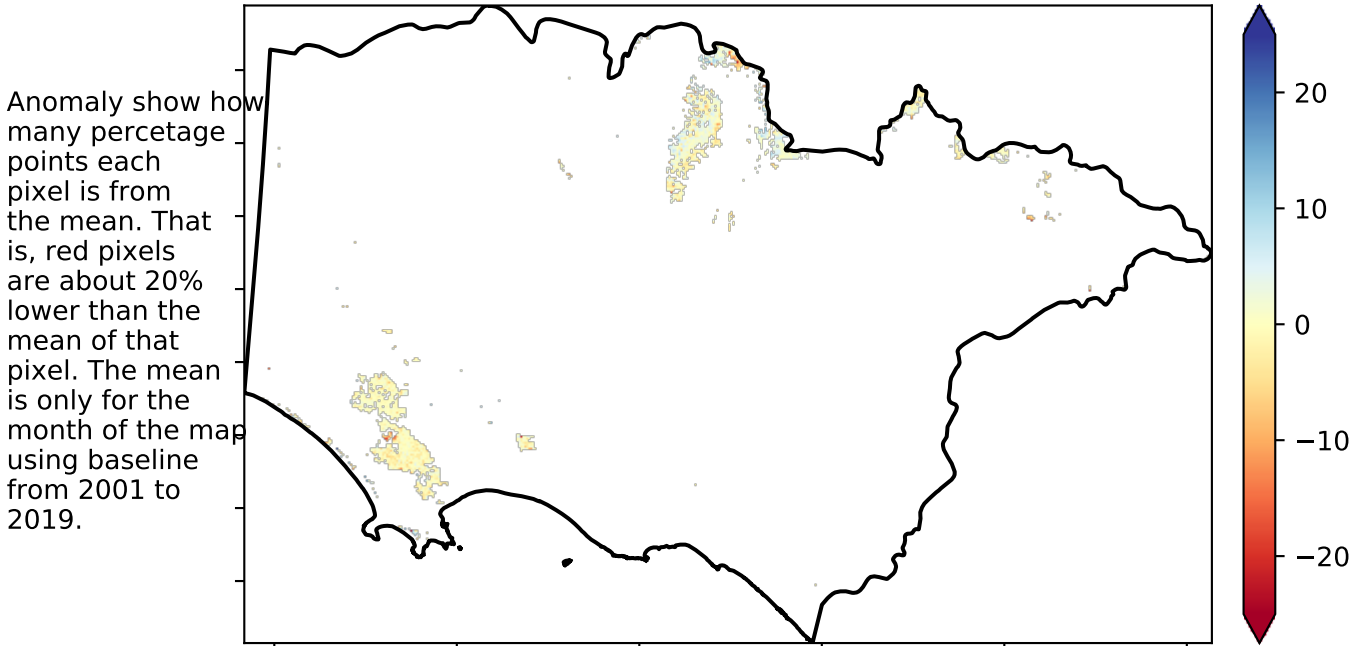 Anomaly show how
many percetage
points each
pixel is from
the mean. That
is, red pixels
are about 20%
lower than the
mean of that
pixel. The mean
is only for the
month of the map
using baseline
from 2001 to
2019.
20
10
0
−10
−20